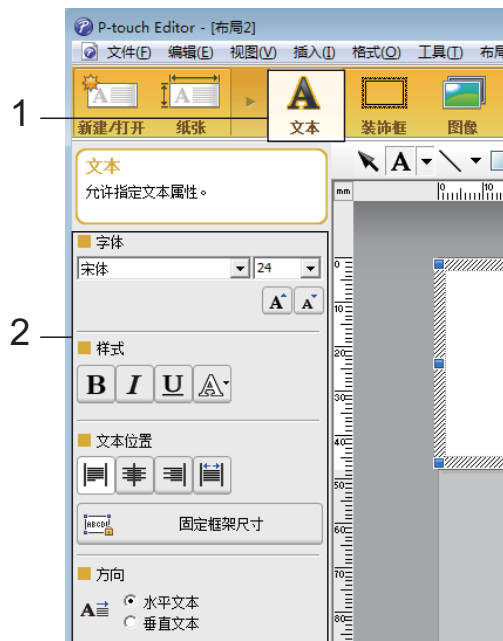 P-touch Editor - [布局2]
文件(F) 编辑(E) 视图(V) 插入(I) 格式(O) 工具(T) 布局
1
新建/打开 纸张 文本 装饰框 图像
文本
允许指定文本属性。
mm
0 10
2
字体
宋体 24
样式
B I U A
文本位置
ABCD 固定框架尺寸
方向
水平文本
垂直文本
0
10
20
30
40
50
60
70
80